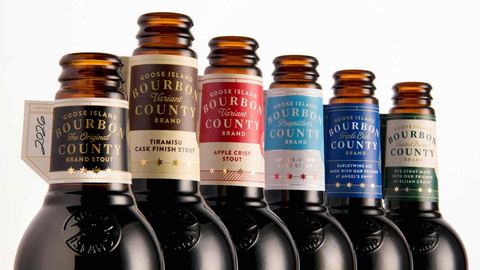 2026
GOOSE ISLAND
BOURBON
The Original
COUNTY
BRAND STOUT
GOOSE ISLAND
BOURBON
Variant
COUNTY
BRAND
TIRAMISU
CASK FINISH STOUT
GOOSE ISLAND
BOURBON
Variant
COUNTY
BRAND
APPLE CRISP
STOUT
GOOSE ISLAND
BOURBON
Proprietors
COUNTY
BRAND
GOOSE ISLAND
BOURBON
COUNTY
BRAND
BARLEYWINE ALE
MADE WITH OUR FRIENDS
AT ANGEL'S ENVY
GOOSE ISLAND
BOURBON
COUNTY
BRAND
RYE STOUT MADE
WITH OUR FRIENDS
AT ELIJAH CRAIG